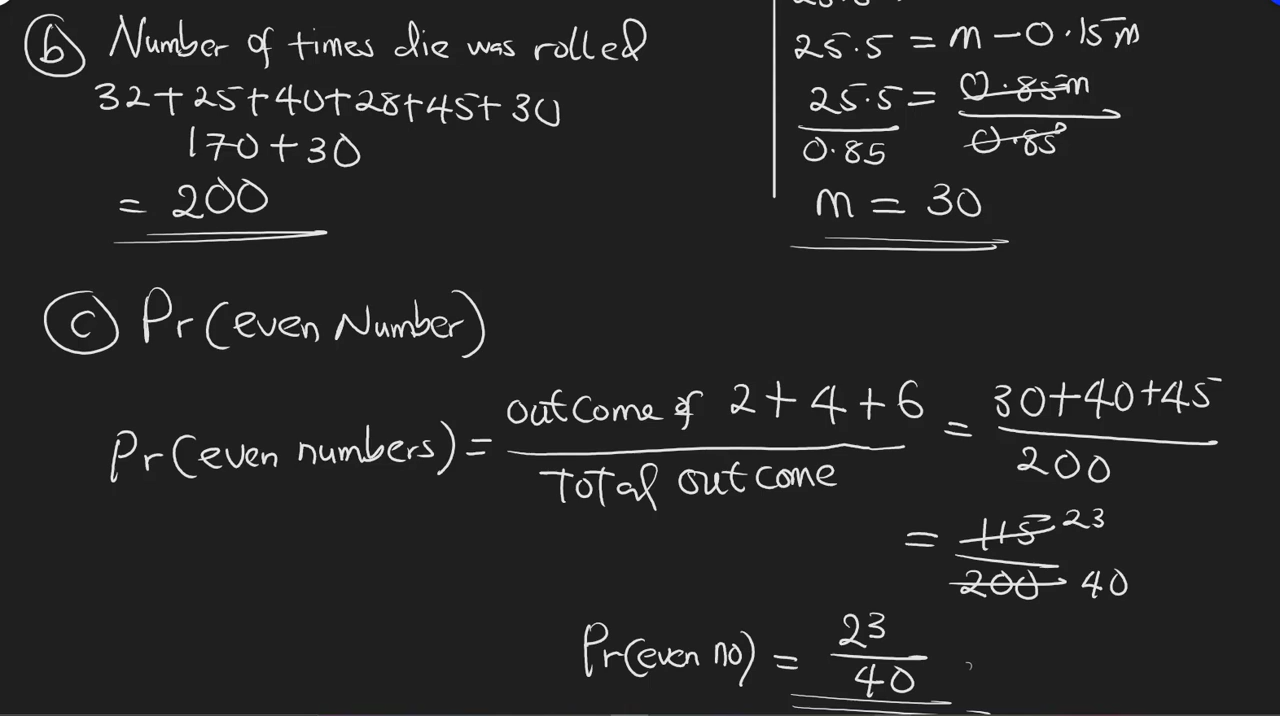 (b) Number of times die was rolled
32+25+40+28+45+30
170+30
= 200
25.5 = m-0.15m
25.5/0.85 = 0.85m/0.85
m = 30
(c) Pr(even Number)
Pr(even numbers) = outcome of 2+4+6/Total outcome = 30+40+45/200
= 115/200 23/40
Pr(even no) = 23/40